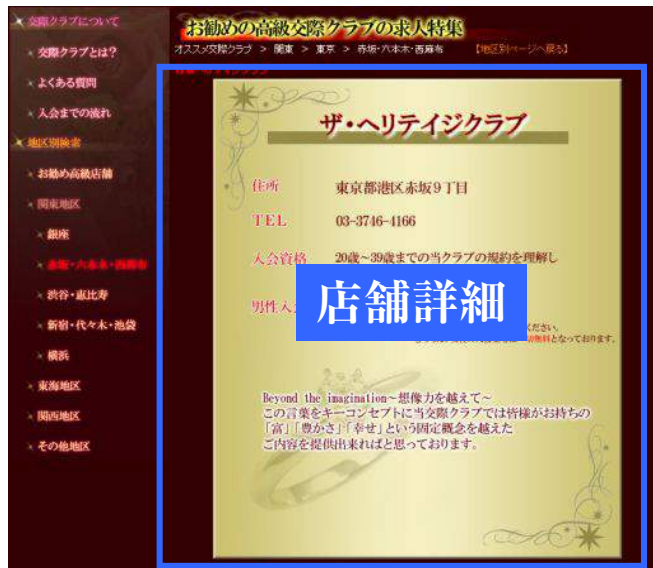 交際クラブについて
交際クラブとは?
よくある質問
入会までの流れ
地区別検索
お勧め高級店舗
関東地区
銀座
赤坂・六本木・西麻布
渋谷・恵比寿
新宿・代々木・池袋
横浜
東海地区
関西地区
その他地区
お勧めの高級交際クラブの求人特集
オススメ交際クラブ > 関東 > 東京 > 赤坂・六本木・西麻布 【地区別ページへ戻る】
ザ・ヘリテイジクラブ
住所 東京都港区赤坂9丁目
TEL 03-3746-4166
入会資格 20歳~39歳までの当クラブの規約を理解し
男性入
店舗詳細
ください。
無料となっております。
Beyond the imagination~想像力を越えて~
この言葉をキーコンセプトに当交際クラブでは皆様がお持ちの
「富」「豊かさ」「幸せ」という固定概念を越えた
ご内容を提供出来ればと思っております。